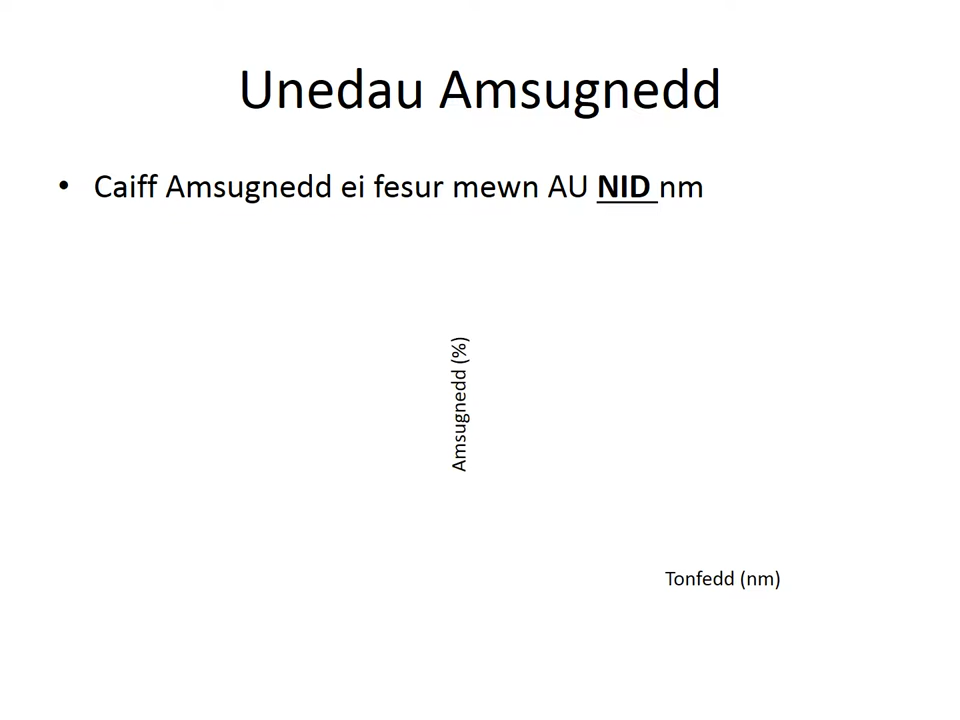 Unedau Amsugnedd
• Caiff Amsugnedd ei fesur mewn AU NID nm
Amsugnedd (%)
Tonfedd (nm)